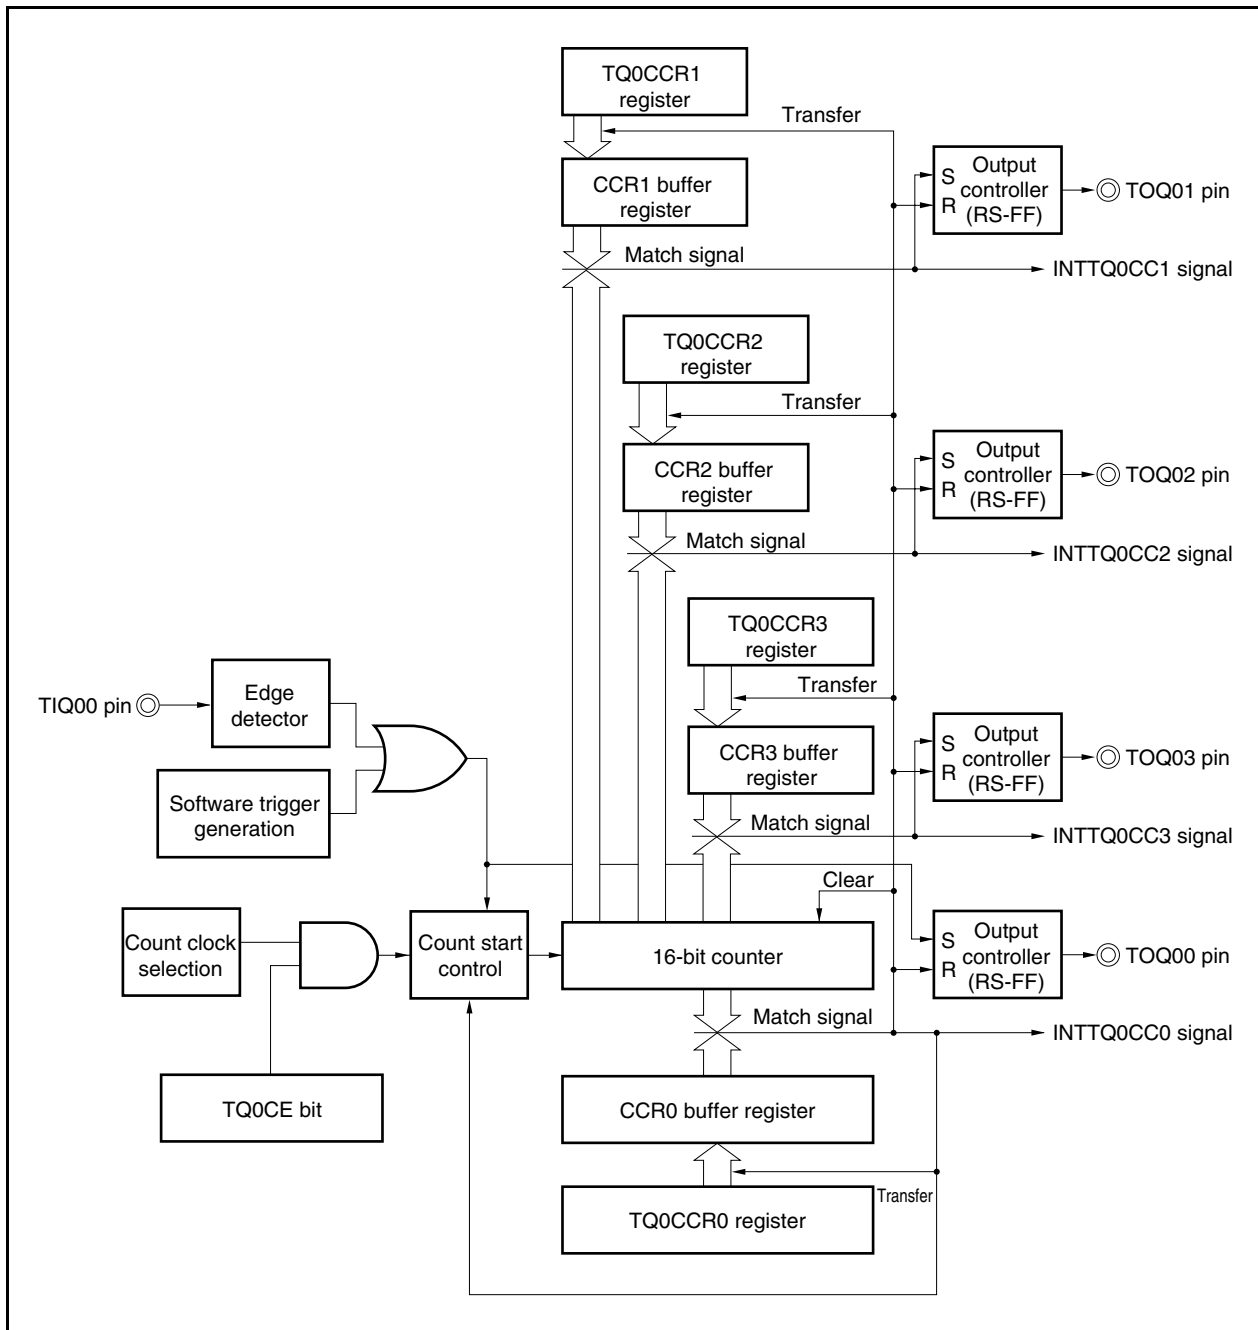 TQ0CCR1
register
Transfer
CCR1 buffer
register
S
R
Output
controller
(RS-FF)
TOQ01 pin
Match signal
INTTQ0CC1 signal
TQ0CCR2
register
Transfer
CCR2 buffer
register
S
R
Output
controller
(RS-FF)
TOQ02 pin
Match signal
INTTQ0CC2 signal
TQ0CCR3
register
Transfer
TIQ00 pin
Edge
detector
CCR3 buffer
register
S
R
Output
controller
(RS-FF)
TOQ03 pin
Software trigger
generation
Match signal
INTTQ0CC3 signal
Clear
Count clock
selection
Count start
control
16-bit counter
S
R
Output
controller
(RS-FF)
TOQ00 pin
Match signal
INTTQ0CC0 signal
TQ0CE bit
CCR0 buffer register
Transfer
TQ0CCR0 register